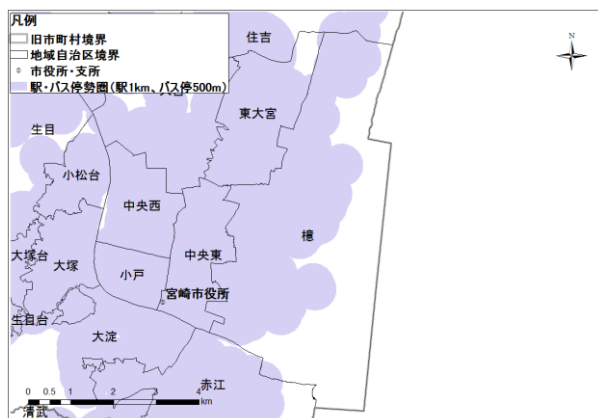 凡例
旧市町村境界
地域自治区境界
市役所・支所
駅・バス停勢圏(駅1km、バス停500m)
N
住吉
生目
東大宮
小松台
中央西
檍
大塚台
大塚
小戸
中央東
宮崎市役所
生目台
大淀
赤江
0 0.5 1 2 3 4
km
清武